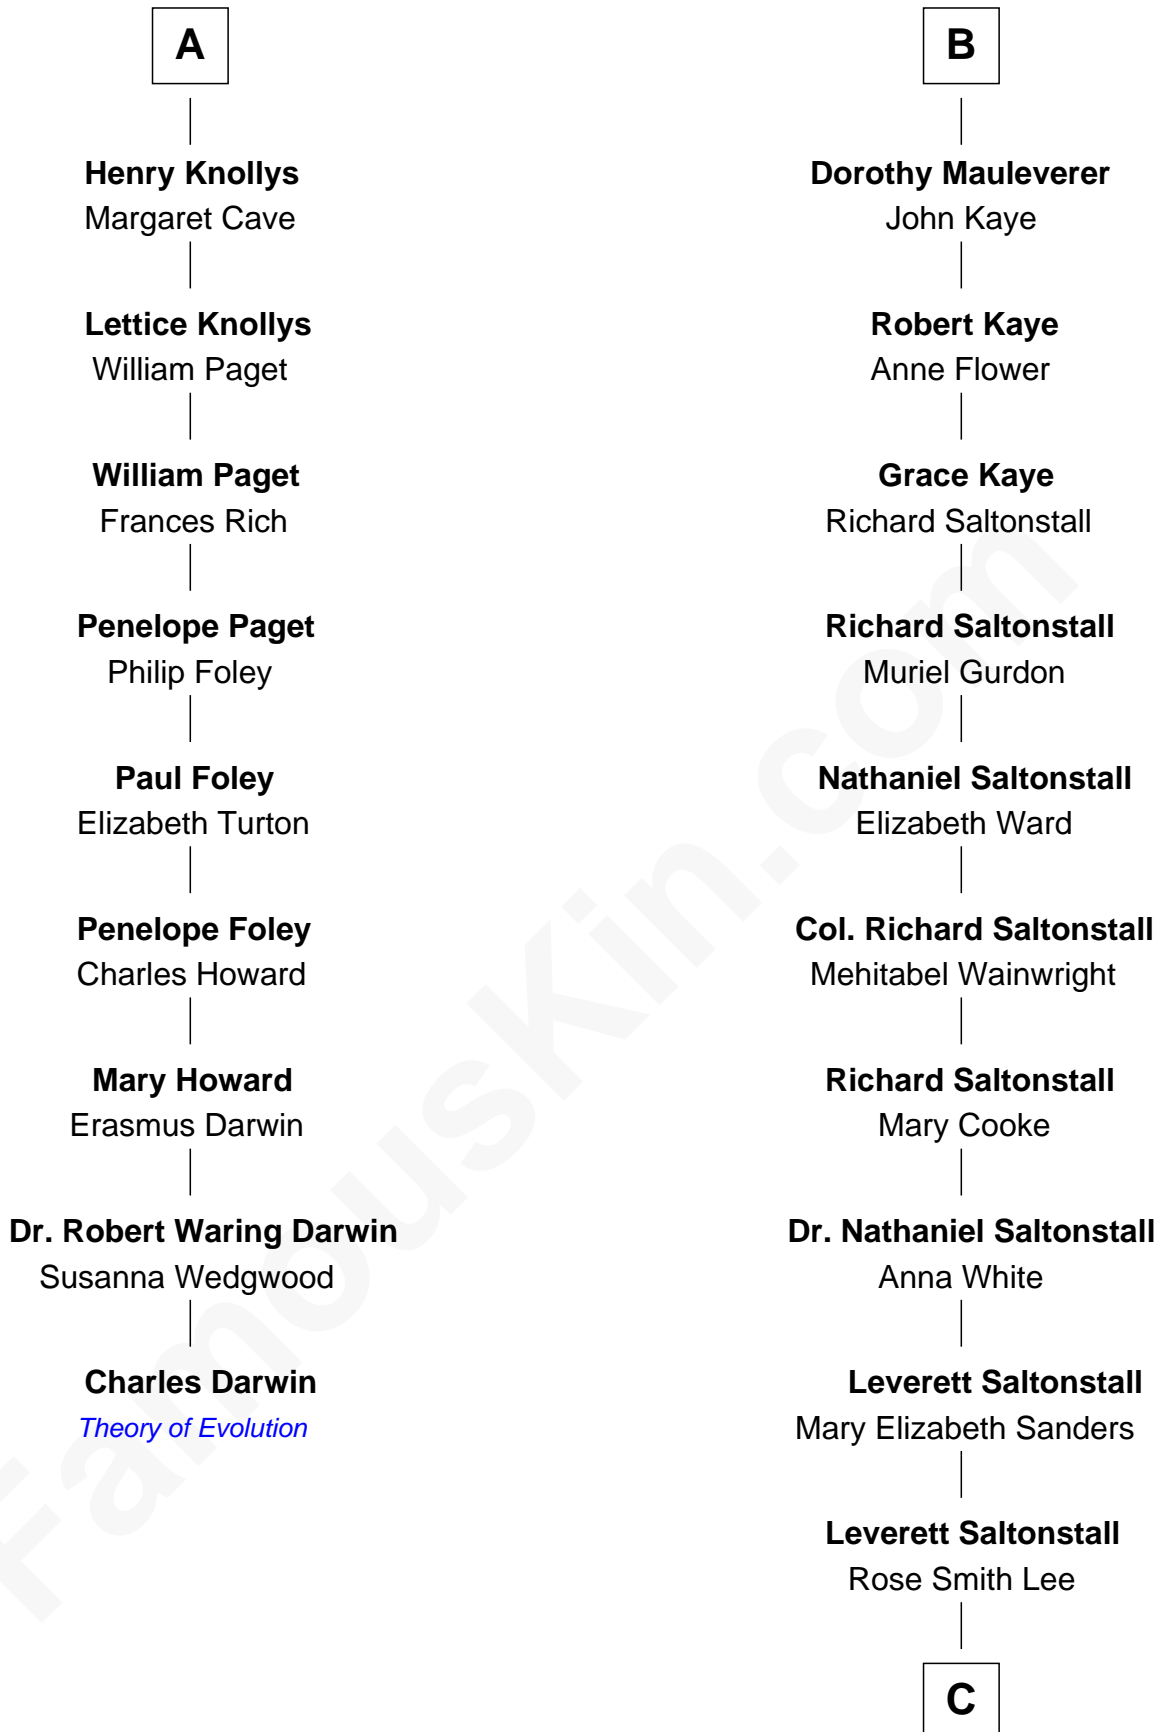 A
Henry Knollys
Margaret Cave
Lettice Knollys
William Paget
William Paget
Frances Rich
Penelope Paget
Philip Foley
Paul Foley
Elizabeth Turton
Penelope Foley
Charles Howard
Mary Howard
Erasmus Darwin
Dr. Robert Waring Darwin
Susanna Wedgwood
Charles Darwin
Theory of Evolution
B
Dorothy Mauleverer
John Kaye
Robert Kaye
Anne Flower
Grace Kaye
Richard Saltonstall
Richard Saltonstall
Muriel Gurdon
Nathaniel Saltonstall
Elizabeth Ward
Col. Richard Saltonstall
Mehitabel Wainwright
Richard Saltonstall
Mary Cooke
Dr. Nathaniel Saltonstall
Anna White
Leverett Saltonstall
Mary Elizabeth Sanders
Leverett Saltonstall
Rose Smith Lee
C
FamousKin.com